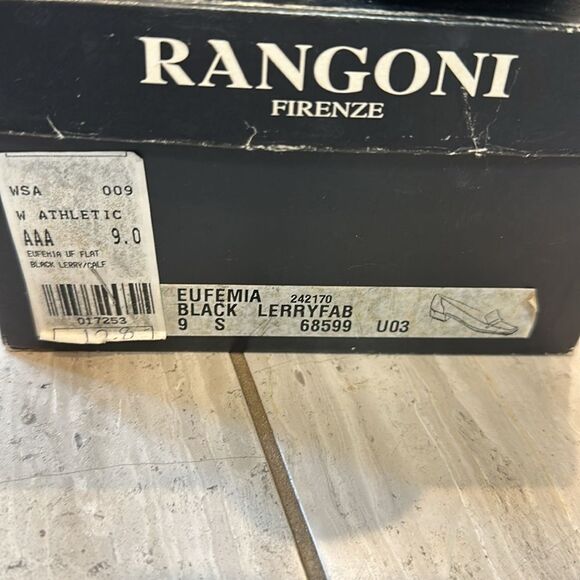 RANGONI
FIRENZE
WSA 009
W ATHLETIC
AAA 9.0
EUFEMIA UF FLAT
BLACK LERRY/CALF
017253
EUFEMIA 242170
BLACK LERRYFAB
9 S 68599 U03